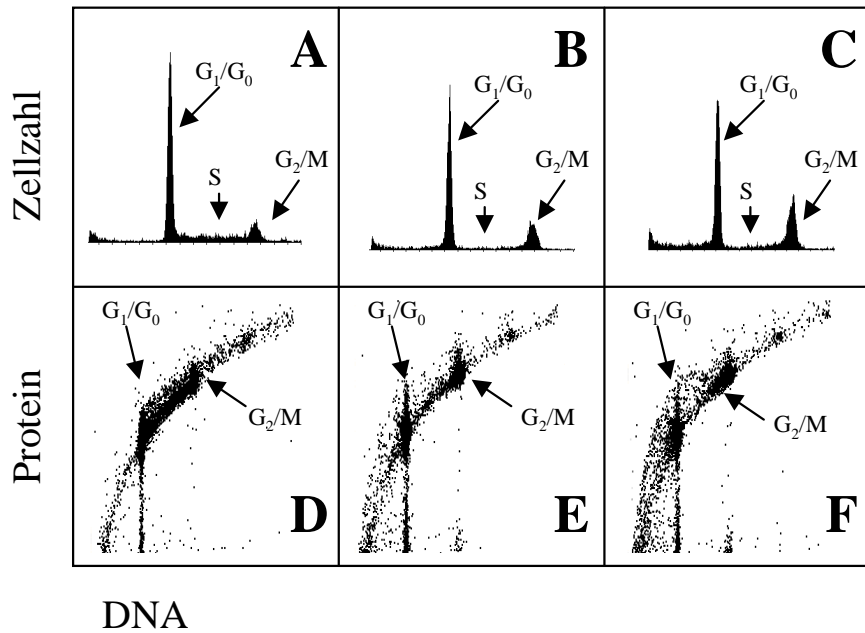 Zellzahl
A
G₁/G₀
S
G₂/M
B
G₁/G₀
S
G₂/M
C
G₁/G₀
S
G₂/M
Protein
G₁/G₀
G₂/M
D
G₁/G₀
G₂/M
E
G₁/G₀
G₂/M
F
DNA